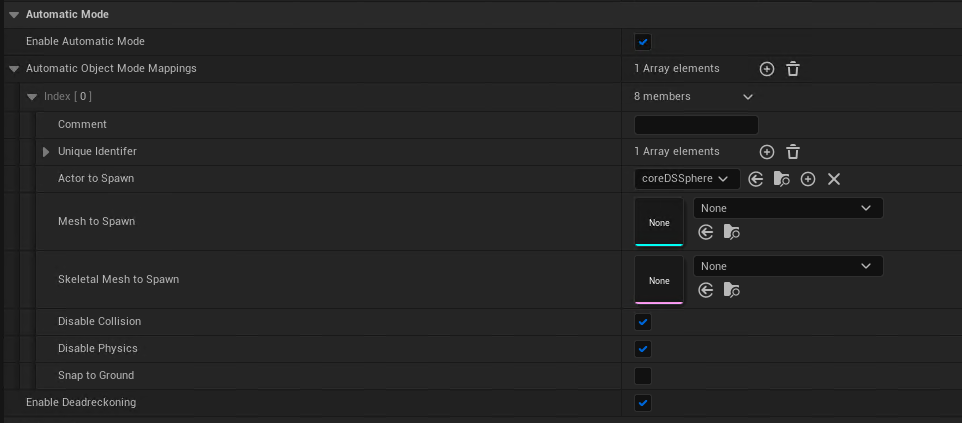 Automatic Mode
Enable Automatic Mode
Automatic Object Mode Mappings 1 Array elements
Index [ 0 ] 8 members
Comment
Unique Identifer 1 Array elements
Actor to Spawn coreDSSphere
Mesh to Spawn None None
Skeletal Mesh to Spawn None None
Disable Collision
Disable Physics
Snap to Ground
Enable Deadreckoning